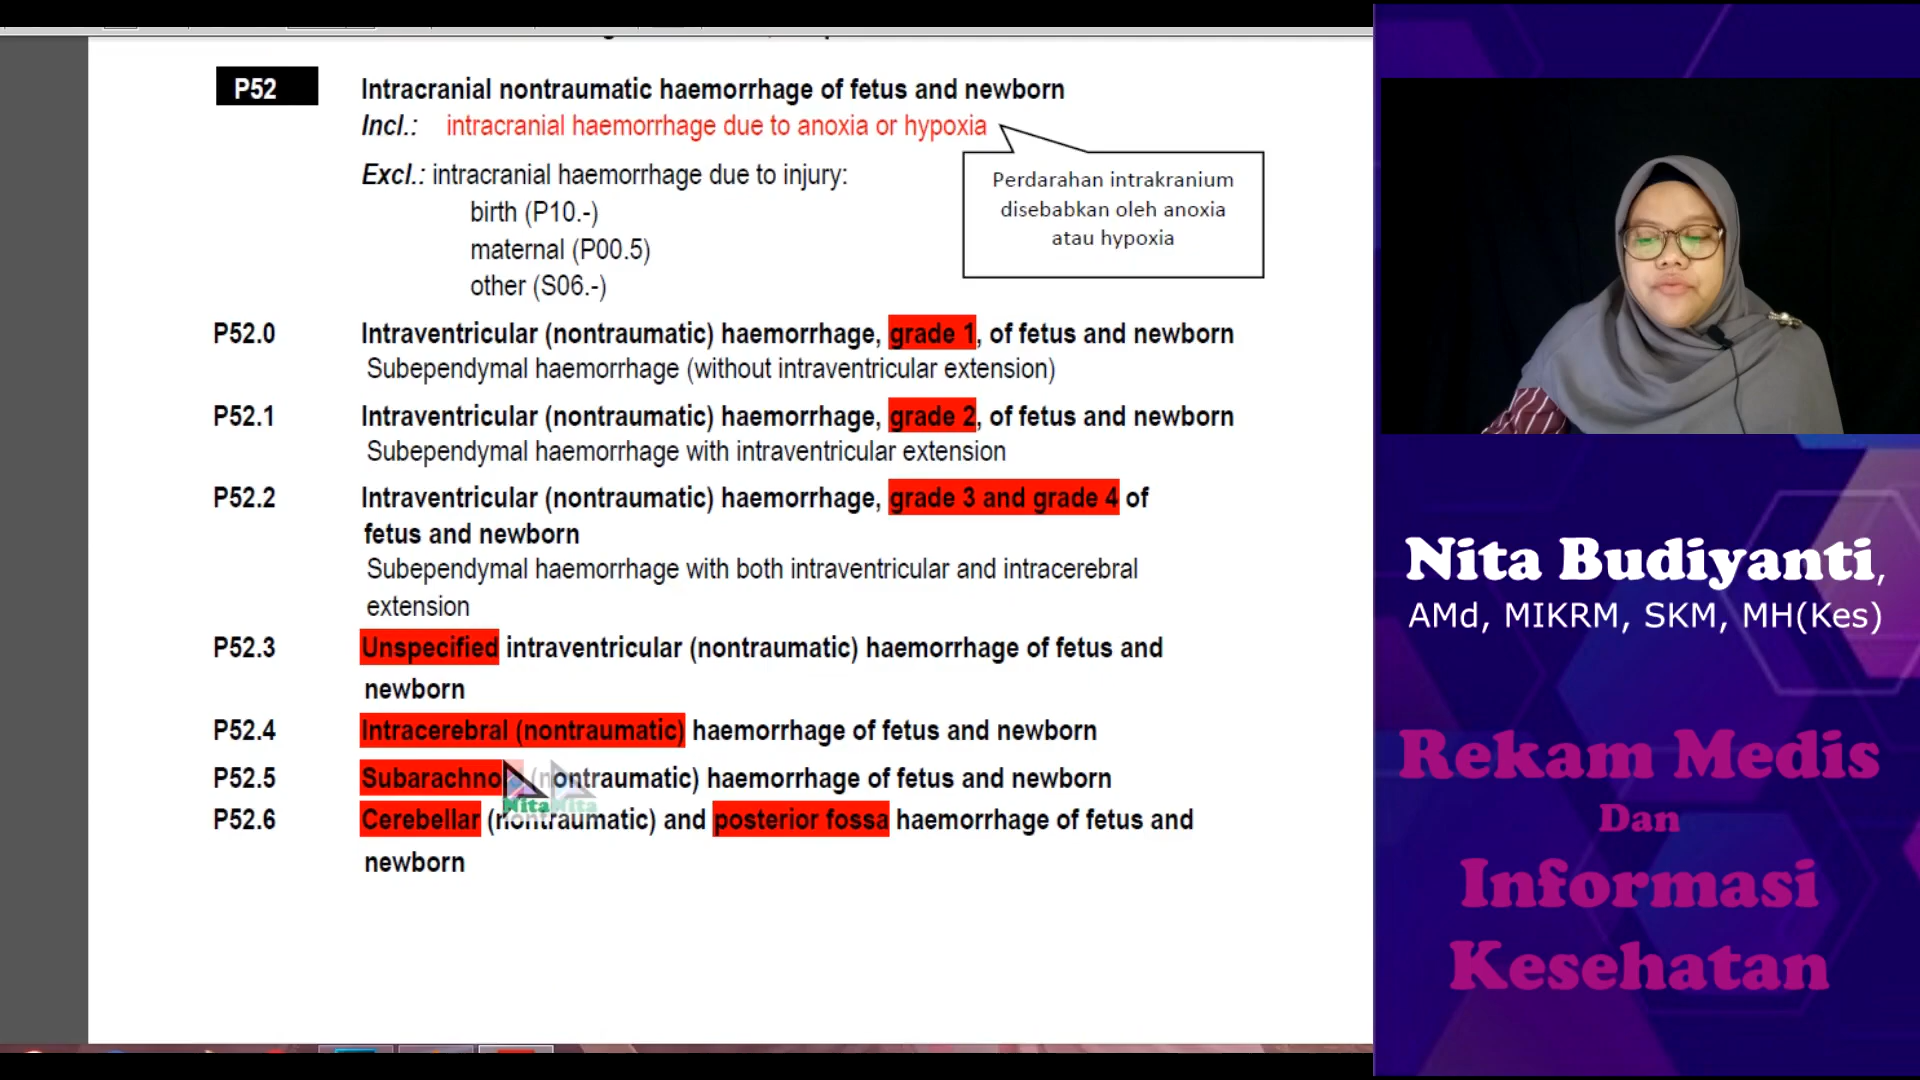 P52 Intracranial nontraumatic haemorrhage of fetus and newborn
Incl.: intracranial haemorrhage due to anoxia or hypoxia
Excl.: intracranial haemorrhage due to injury:
birth (P10.-)
maternal (P00.5)
other (S06.-)
Perdarahan intrakranium
disebabkan oleh anoxia
atau hypoxia
P52.0 Intraventricular (nontraumatic) haemorrhage, grade 1, of fetus and newborn
Subependymal haemorrhage (without intraventricular extension)
P52.1 Intraventricular (nontraumatic) haemorrhage, grade 2, of fetus and newborn
Subependymal haemorrhage with intraventricular extension
P52.2 Intraventricular (nontraumatic) haemorrhage, grade 3 and grade 4 of
fetus and newborn
Subependymal haemorrhage with both intraventricular and intracerebral
extension
P52.3 Unspecified intraventricular (nontraumatic) haemorrhage of fetus and
newborn
P52.4 Intracerebral (nontraumatic) haemorrhage of fetus and newborn
P52.5 (nontraumatic) haemorrhage of fetus and newborn
Nita Nita
P52.6 Cerebellar (nontraumatic) and posterior fossa haemorrhage of fetus and
newborn
Nita Budiyanti,
AMd, MIKRM, SKM, MH(Kes)
Rekam Medis
Dan
Informasi
Kesehatan